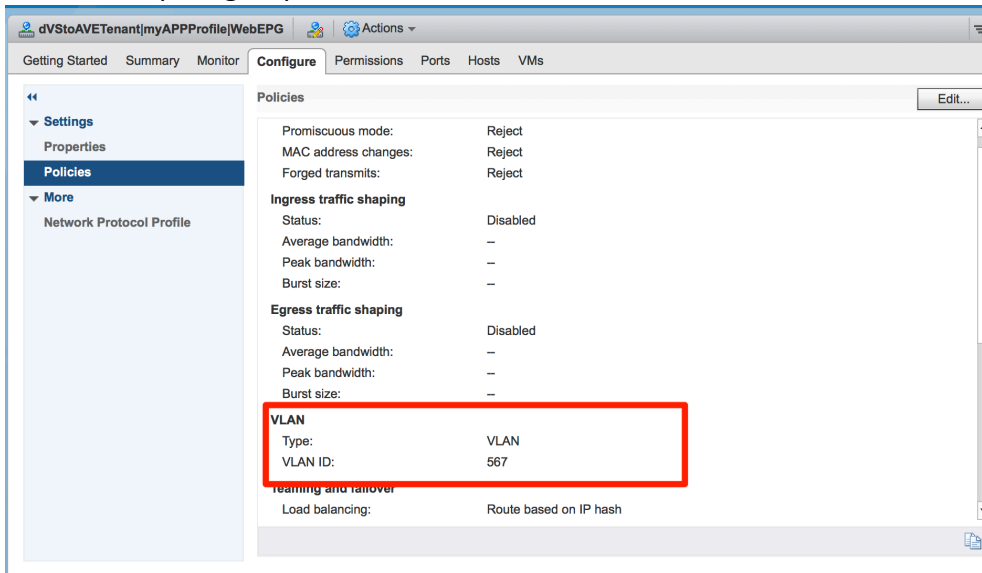 dVStoAVETenant|myAPPProfile|WebEPG Actions
Getting Started Summary Monitor Configure Permissions Ports Hosts VMs
Settings
Properties
Policies
More
Network Protocol Profile
Policies Edit...
Promiscuous mode: Reject
MAC address changes: Reject
Forged transmits: Reject
Ingress traffic shaping
Status: Disabled
Average bandwidth: --
Peak bandwidth: --
Burst size: --
Egress traffic shaping
Status: Disabled
Average bandwidth: --
Peak bandwidth: --
Burst size: --
VLAN
Type: VLAN
VLAN ID: 567
Teaming and failover
Load balancing: Route based on IP hash